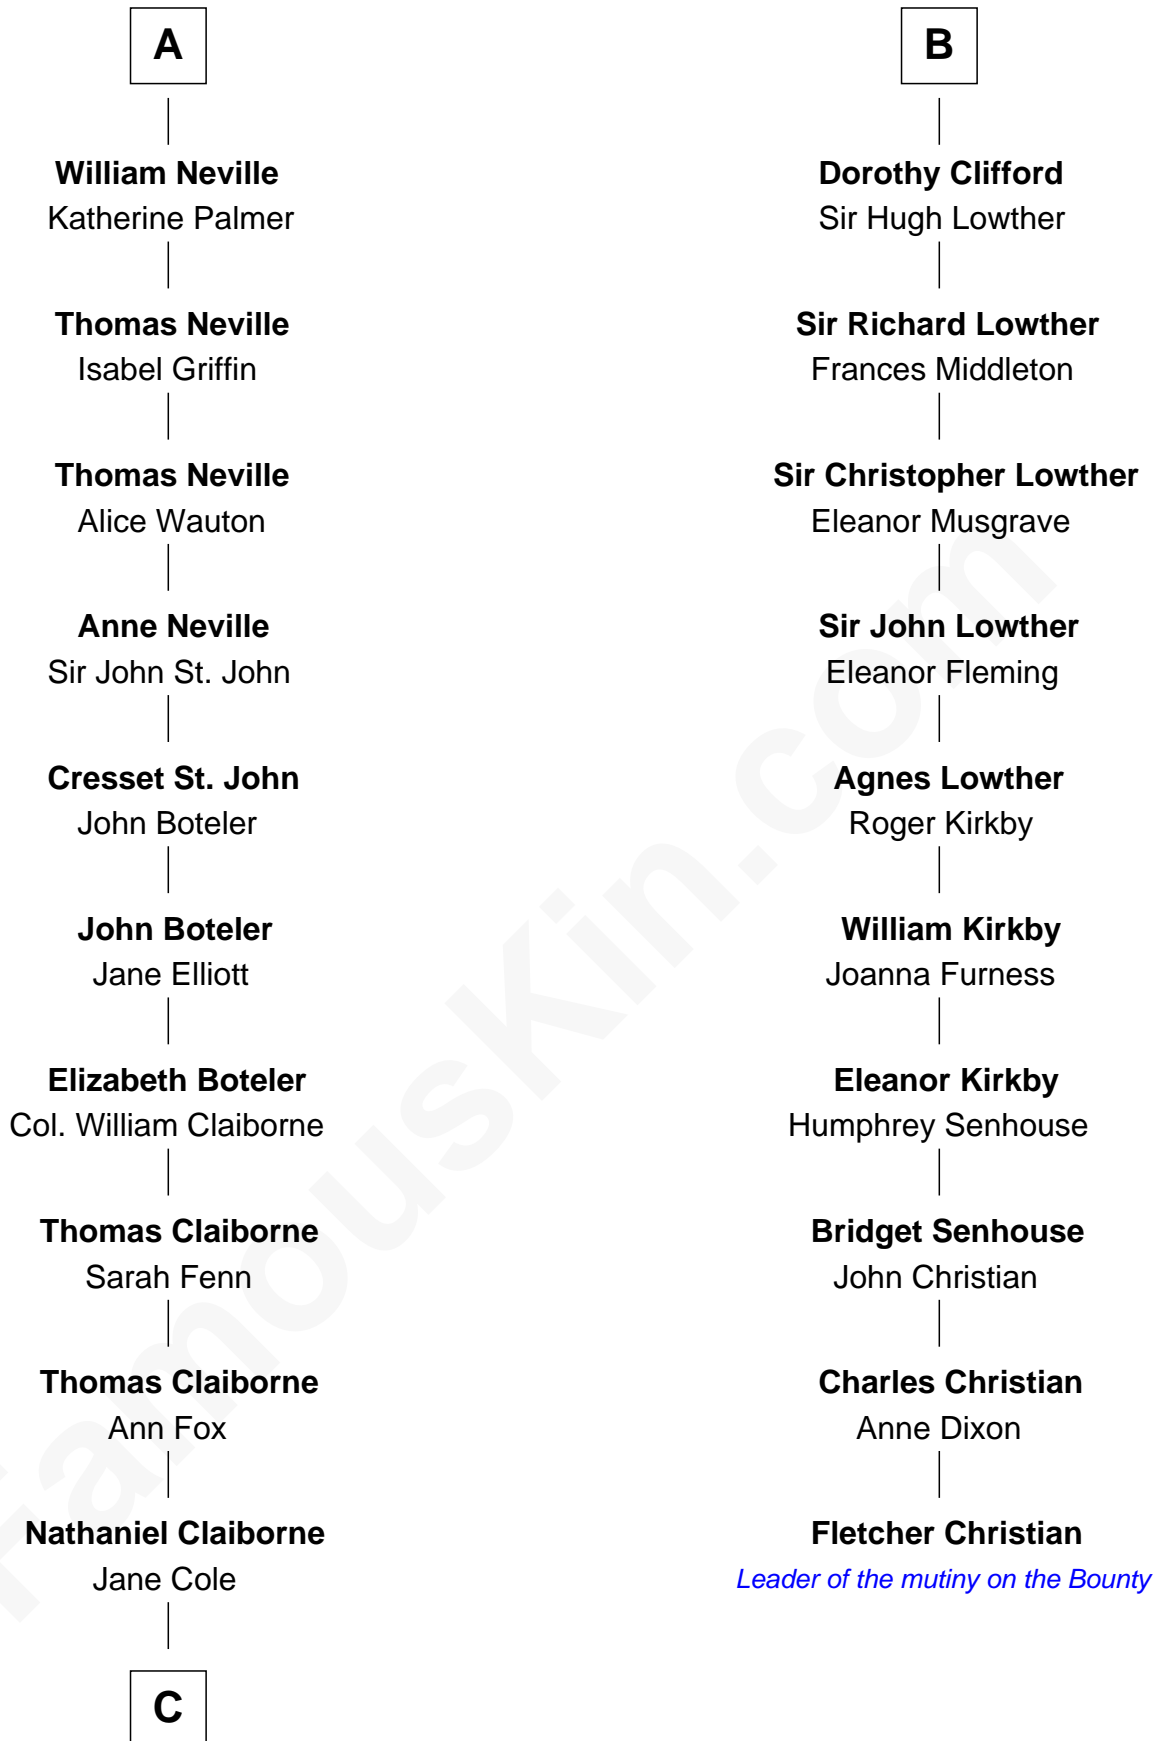 A
William Neville
Katherine Palmer
Thomas Neville
Isabel Griffin
Thomas Neville
Alice Wauton
Anne Neville
Sir John St. John
Cresset St. John
John Boteler
John Boteler
Jane Elliott
Elizabeth Boteler
Col. William Claiborne
Thomas Claiborne
Sarah Fenn
Thomas Claiborne
Ann Fox
Nathaniel Claiborne
Jane Cole
C
B
Dorothy Clifford
Sir Hugh Lowther
Sir Richard Lowther
Frances Middleton
Sir Christopher Lowther
Eleanor Musgrave
Sir John Lowther
Eleanor Fleming
Agnes Lowther
Roger Kirkby
William Kirkby
Joanna Furness
Eleanor Kirkby
Humphrey Senhouse
Bridget Senhouse
John Christian
Charles Christian
Anne Dixon
Fletcher Christian
Leader of the mutiny on the Bounty
FamousKin.com